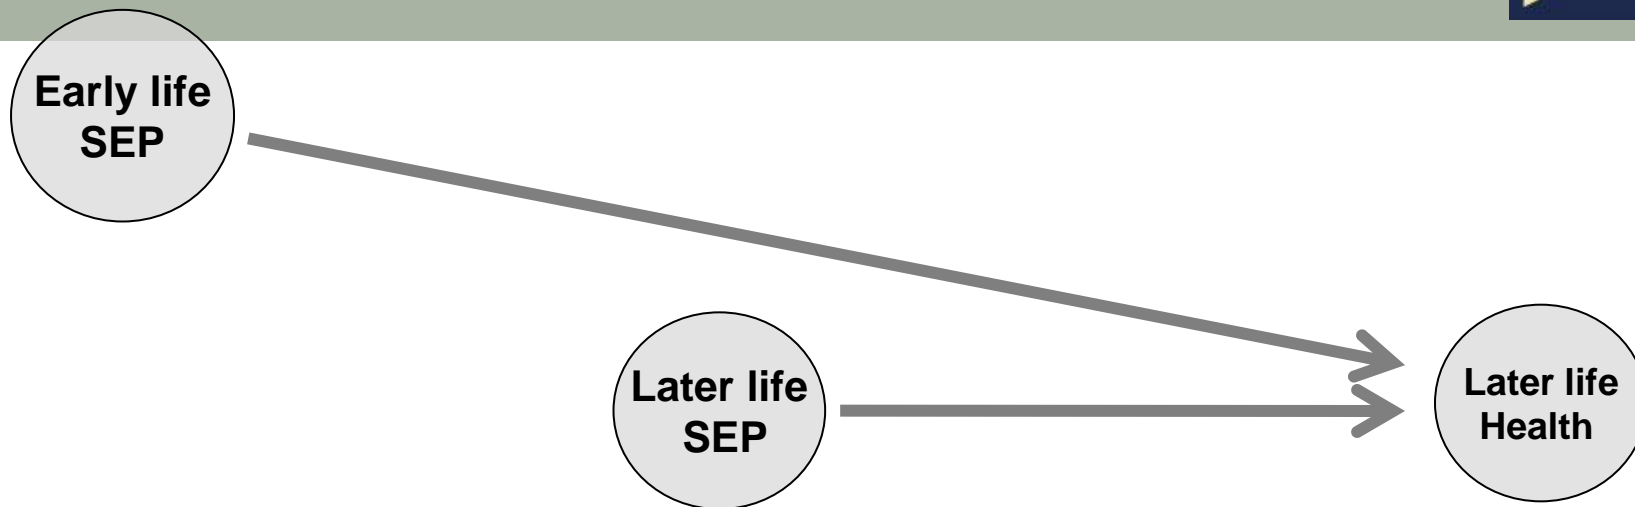 Early life
SEP
Later life
SEP
Later life
Health